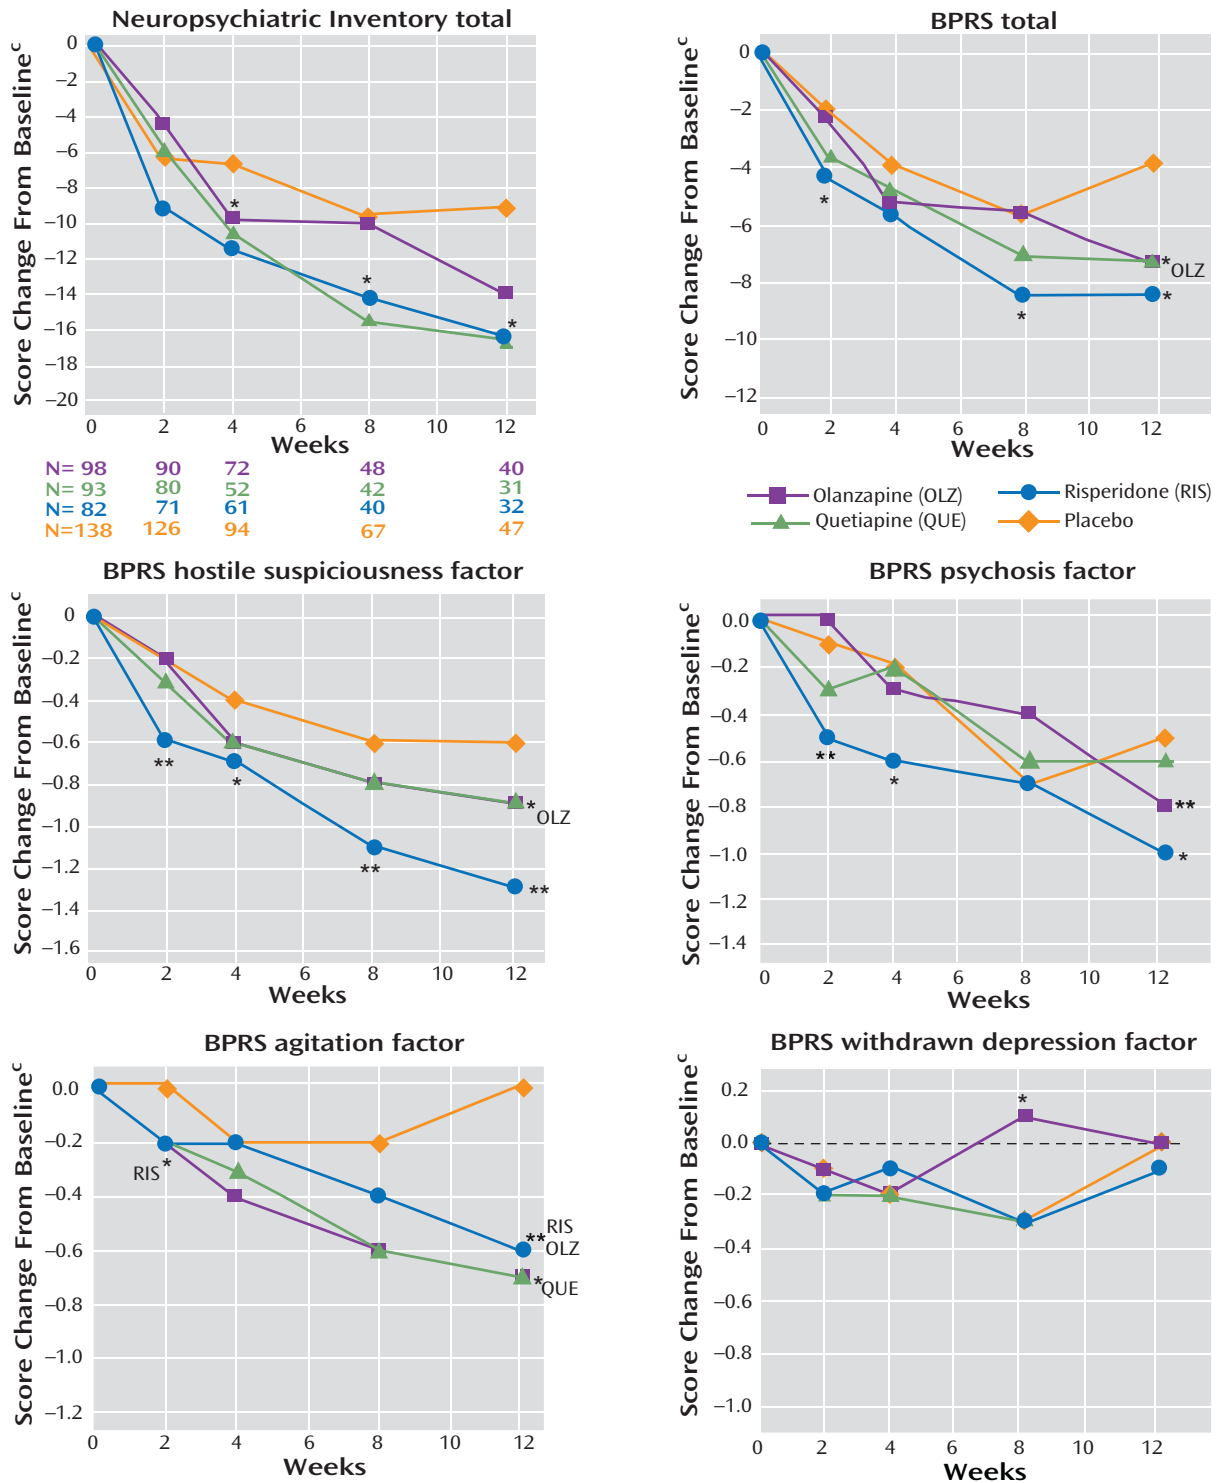 Neuropsychiatric Inventory total
Score Change From Baselineᶜ
0
–2
–4
–6
–8
–10
–12
–14
–16
–18
–20
*
*
*
0 2 4 6 8 10 12
Weeks
N= 98 90 72 48 40
N= 93 80 52 42 31
N= 82 71 61 40 32
N=138 126 94 67 47
BPRS total
Score Change From Baselineᶜ
0
–2
–4
–6
–8
–10
–12
*
*
*OLZ
*
0 2 4 6 8 10 12
Weeks
Olanzapine (OLZ) Risperidone (RIS)
Quetiapine (QUE) Placebo
BPRS hostile suspiciousness factor
Score Change From Baselineᶜ
0
–0.2
–0.4
–0.6
–0.8
–1.0
–1.2
–1.4
–1.6
**
*
**
*OLZ
**
0 2 4 6 8 10 12
Weeks
BPRS psychosis factor
Score Change From Baselineᶜ
0.0
–0.2
–0.4
–0.6
–0.8
–1.0
–1.2
–1.4
**
*
**
*
0 2 4 6 8 10 12
Weeks
BPRS agitation factor
Score Change From Baselineᶜ
0.0
–0.2
–0.4
–0.6
–0.8
–1.0
–1.2
RIS *
RIS
**OLZ
*QUE
0 2 4 6 8 10 12
Weeks
BPRS withdrawn depression factor
Score Change From Baselineᶜ
0.2
0.0
–0.2
–0.4
–0.6
–0.8
–1.0
*
0 2 4 6 8 10 12
Weeks